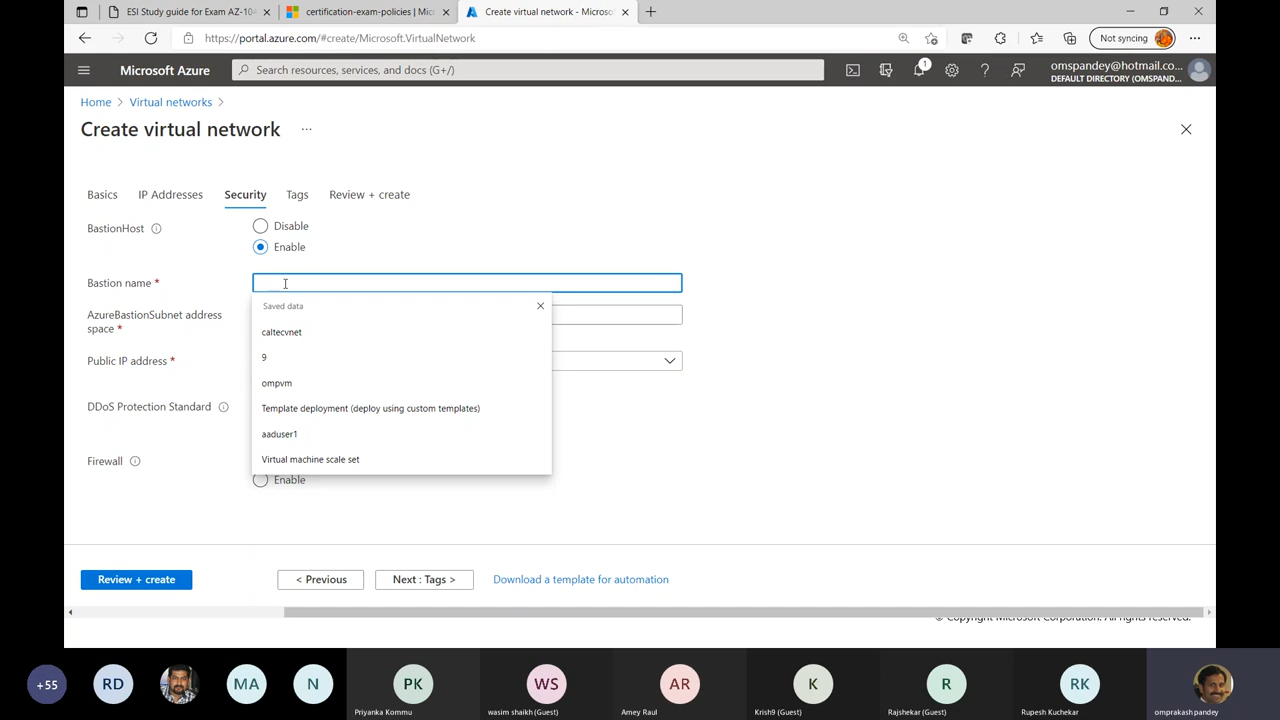 ESI Study guide for Exam AZ-104
certification-exam-policies | Mic
Create virtual network - Microso
https://portal.azure.com/#create/Microsoft.VirtualNetwork
Not syncing
Microsoft Azure
Search resources, services, and docs (G+/)
1
omspandey@hotmail.co...
DEFAULT DIRECTORY (OMSPAND...
Home > Virtual networks >
Create virtual network ...
Basics
IP Addresses
Security
Tags
Review + create
BastionHost
Disable
Enable
Bastion name *
Saved data
caltecvnet
9
ompvm
Template deployment (deploy using custom templates)
aaduser1
Virtual machine scale set
AzureBastionSubnet address
space *
Public IP address *
DDoS Protection Standard
Firewall
Enable
Review + create
< Previous
Next : Tags >
Download a template for automation
© Copyright Microsoft Corporation. All rights reserved.
+55
RD
MA
N
PK
Priyanka Kommu
WS
wasim shaikh (Guest)
AR
Amey Raul
K
Krish9 (Guest)
R
Rajshekar (Guest)
RK
Rupesh Kuchekar
omprakash pandey